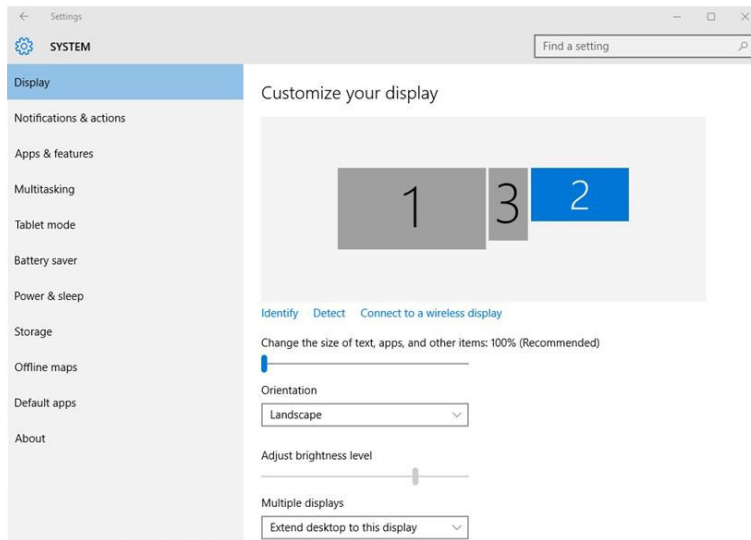 Settings
SYSTEM
Find a setting
Display
Notifications & actions
Apps & features
Multitasking
Tablet mode
Battery saver
Power & sleep
Storage
Offline maps
Default apps
About
Customize your display
1 3 2
Identify Detect Connect to a wireless display
Change the size of text, apps, and other items: 100% (Recommended)
Orientation
Landscape
Adjust brightness level
Multiple displays
Extend desktop to this display